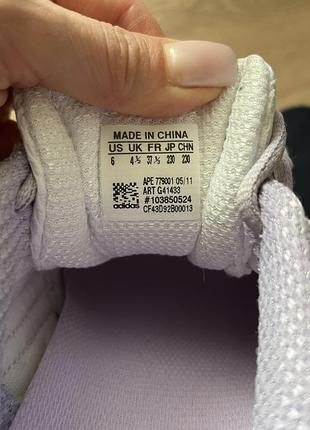 MADE IN CHINA
US UK FR JP CHN
6 4½ 37⅓ 230 230
APE 779001 05/11
ART G41433
#103850524
CF43D92B00013
adidas